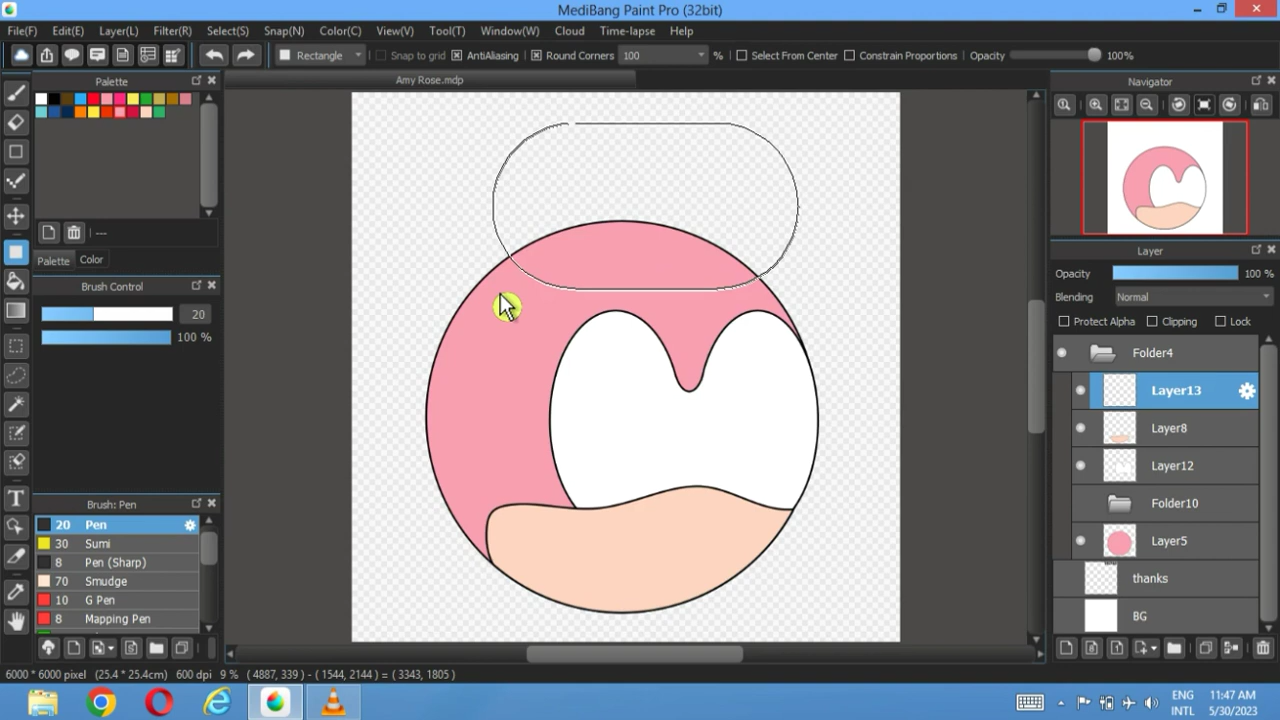 MediBang Paint Pro (32bit)
File(F) Edit(E) Layer(L) Filter(R) Select(S) Snap(N) Color(C) View(V) Tool(T) Window(W) Cloud Time-lapse Help
Rectangle Snap to grid AntiAliasing Round Corners 100 % Select From Center Constrain Proportions Opacity 100%
Palette
Amy Rose.mdp
Navigator
---
Palette Color
Brush Control
20
100 %
Brush: Pen
20 Pen
30 Sumi
8 Pen (Sharp)
70 Smudge
10 G Pen
8 Mapping Pen
Layer
Opacity 100 %
Blending Normal
Protect Alpha Clipping Lock
Folder4
Layer13
Layer8
Layer12
Folder10
Layer5
thanks
BG
6000 * 6000 pixel (25.4 * 25.4cm) 600 dpi 9 % ( 4887, 339 ) - ( 1544, 2144 ) = ( 3343, 1805 )
ENG
INTL
11:47 AM
5/30/2023